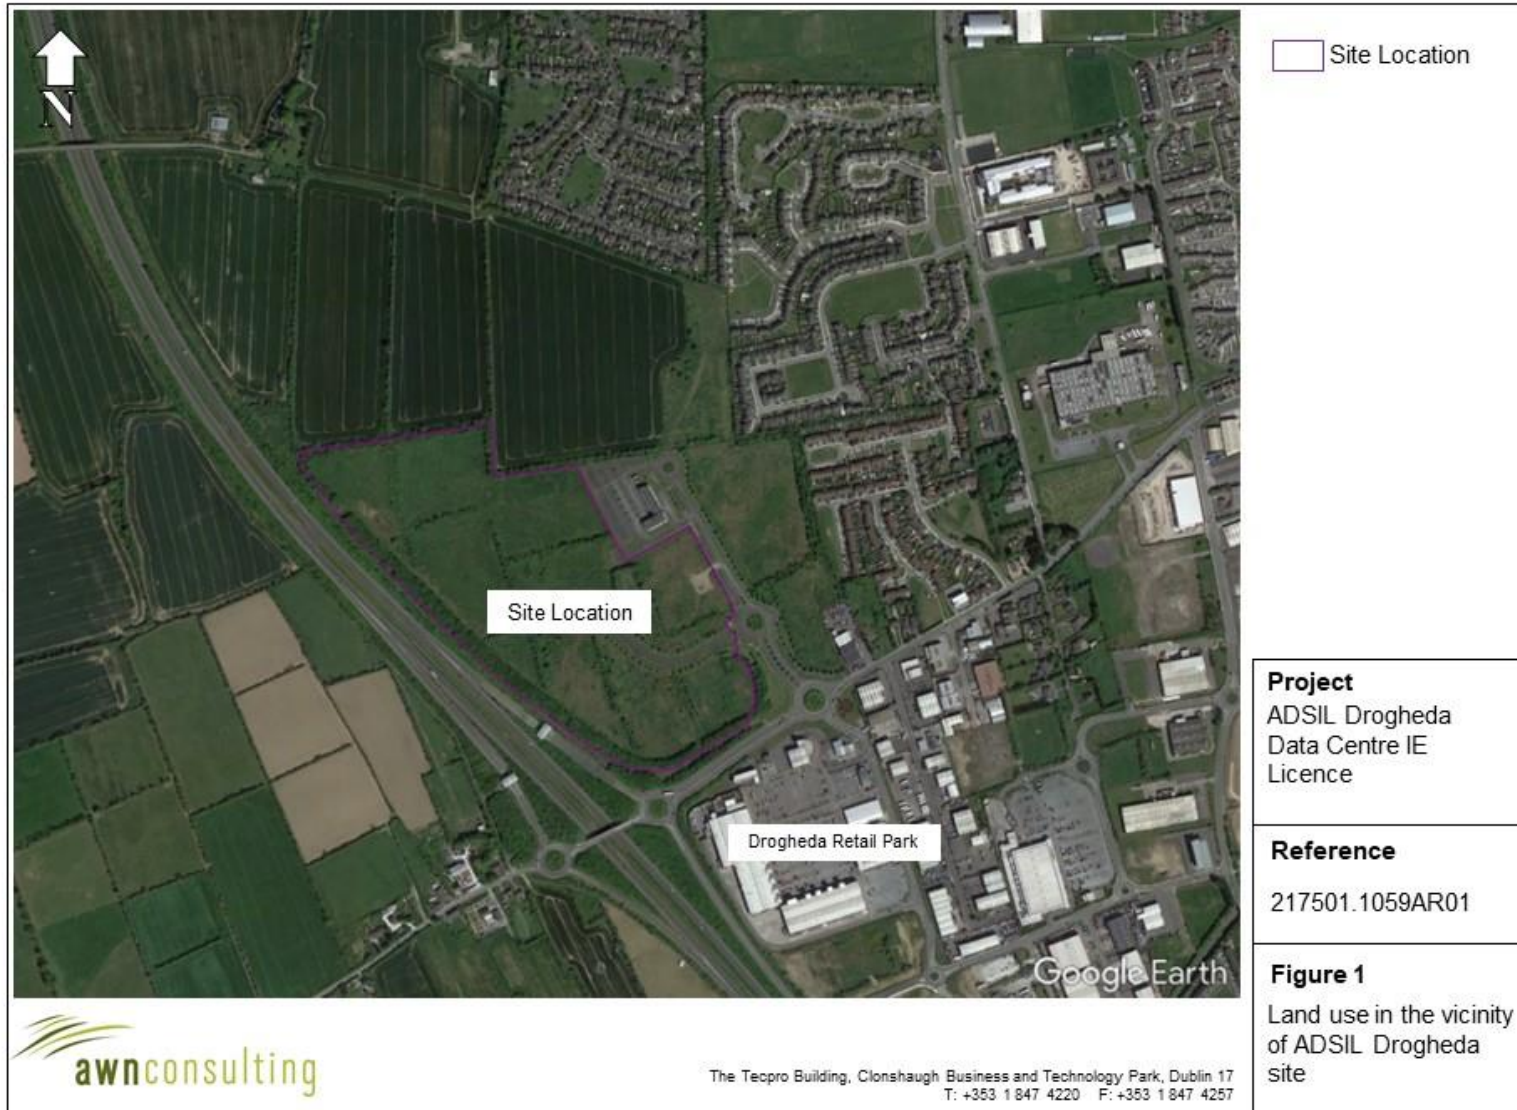 N
Site Location
Site Location
Drogheda Retail Park
Google Earth
Project
ADSIL Drogheda
Data Centre IE
Licence
Reference
217501.1059AR01
Figure 1
Land use in the vicinity
of ADSIL Drogheda
site
awnconsulting
The Tecpro Building, Clonshaugh Business and Technology Park, Dublin 17
T: +353 1 847 4220 F: +353 1 847 4257